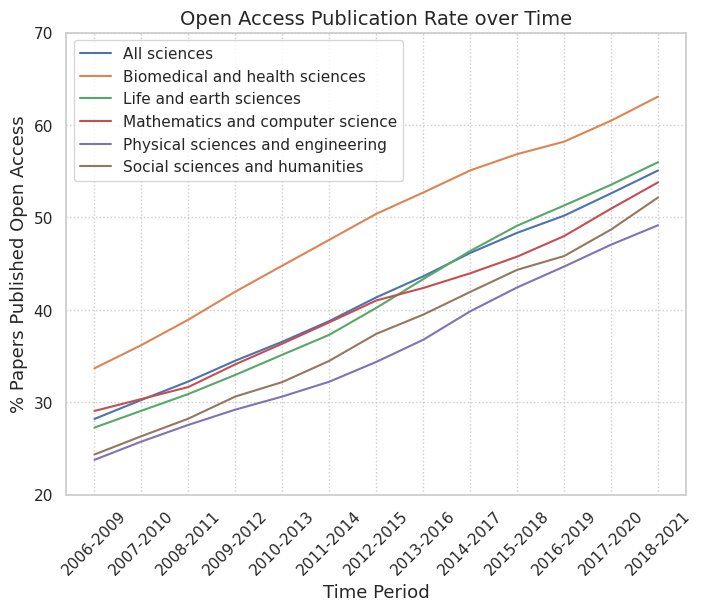 Open Access Publication Rate over Time
70
60
50
40
30
20
% Papers Published Open Access
All sciences
Biomedical and health sciences
Life and earth sciences
Mathematics and computer science
Physical sciences and engineering
Social sciences and humanities
2006-2009
2007-2010
2008-2011
2009-2012
2010-2013
2011-2014
2012-2015
2013-2016
2014-2017
2015-2018
2016-2019
2017-2020
2018-2021
Time Period